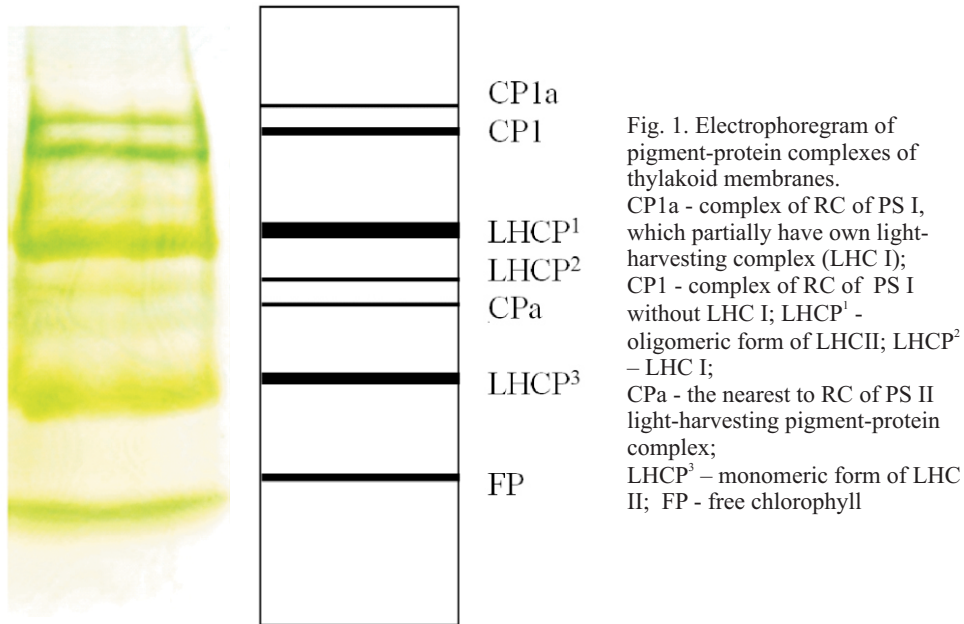 CP1a
CP1
LHCP¹
LHCP²
CPa
LHCP³
FP
Fig. 1. Electrophoregram of
pigment-protein complexes of
thylakoid membranes.
CP1a - complex of RC of PS I,
which partially have own light-
harvesting complex (LHC I);
CP1 - complex of RC of PS I
without LHC I; LHCP¹ -
oligomeric form of LHCII; LHCP²
– LHC I;
CPa - the nearest to RC of PS II
light-harvesting pigment-protein
complex;
LHCP³ – monomeric form of LHC
II; FP - free chlorophyll